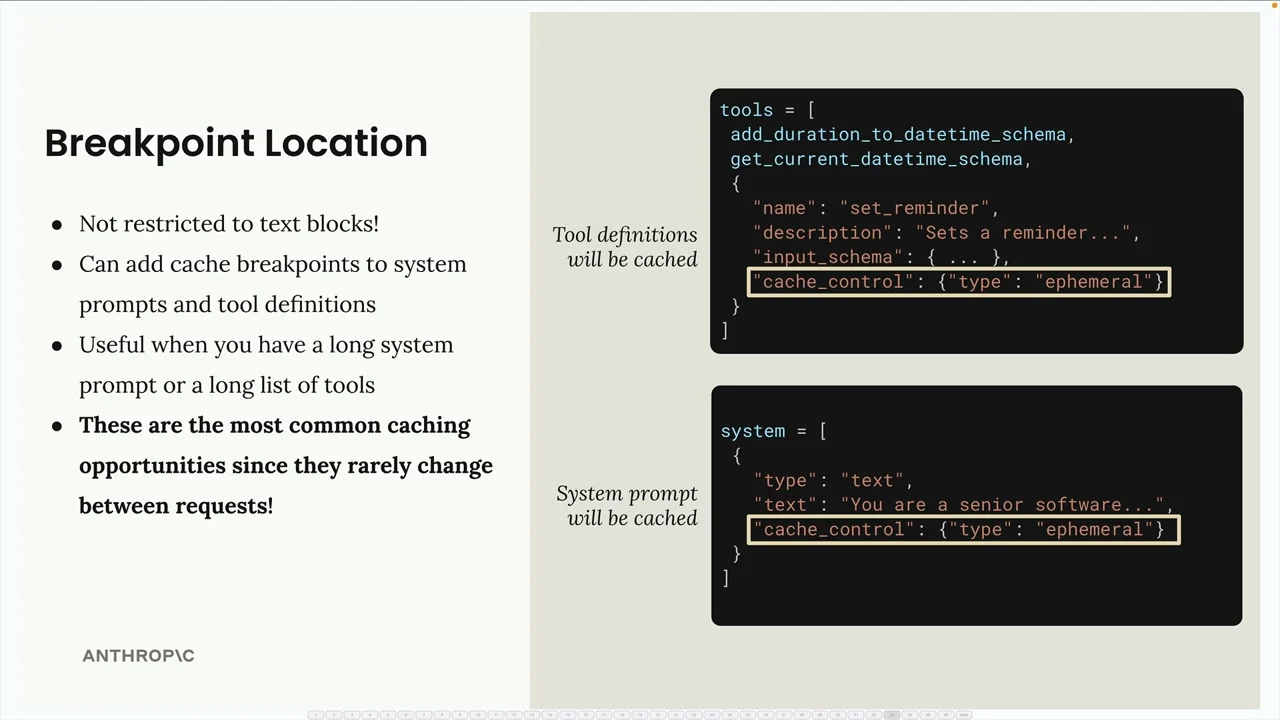 Breakpoint Location
● Not restricted to text blocks!
● Can add cache breakpoints to system
prompts and tool definitions
● Useful when you have a long system
prompt or a long list of tools
● These are the most common caching
opportunities since they rarely change
between requests!
ANTHROP\C
Tool definitions
will be cached
tools = [
add_duration_to_datetime_schema,
get_current_datetime_schema,
{
"name": "set_reminder",
"description": "Sets a reminder...",
"input_schema": { ... },
"cache_control": {"type": "ephemeral"}
}
]
System prompt
will be cached
system = [
{
"type": "text",
"text": "You are a senior software...",
"cache_control": {"type": "ephemeral"}
}
]